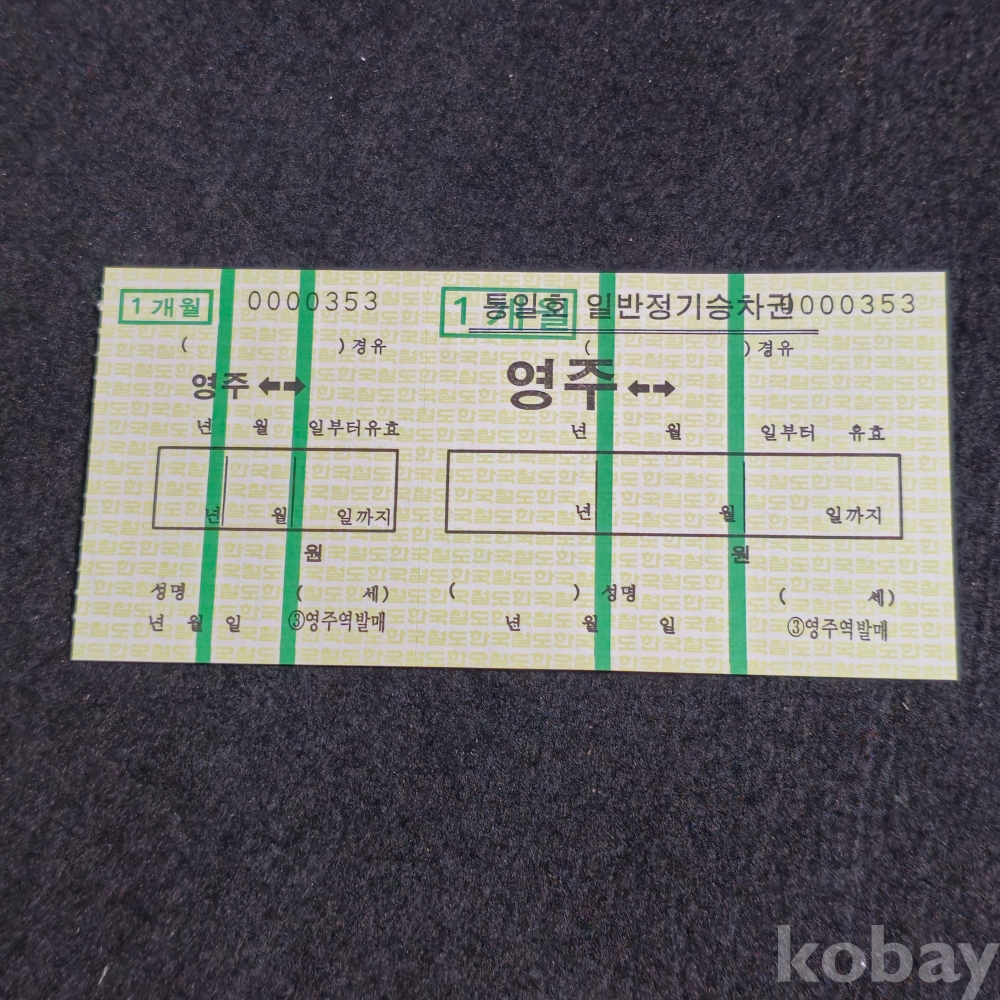 1개월 0000353
( )경유
영주 ⬅➡
년 월 일부터유효
년 월 일까지
원
성명 ( 세)
년 월 일 ③영주역발매
1개월 통일호 일반정기승차권 0000353
( )경유
영주 ⬅➡
년 월 일부터 유효
년 월 일까지
원
( ) 성명 ( 세)
년 월 일 ③영주역발매
kobay